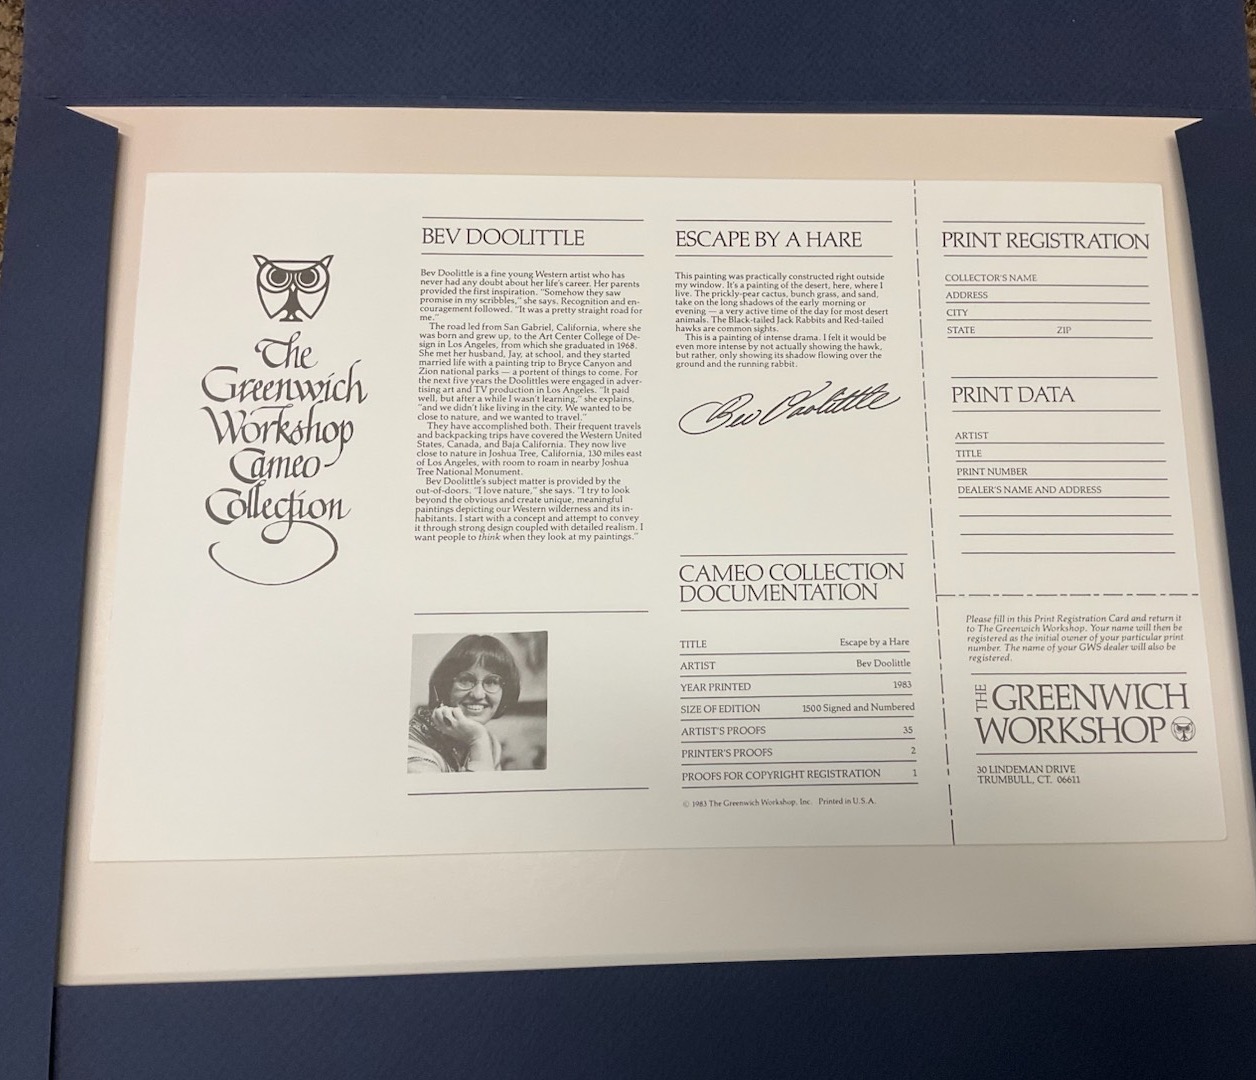 The
Greenwich
Workshop
Cameo
Collection
BEV DOOLITTLE
Bev Doolittle is a fine young Western artist who has
never had any doubt about her life's career. Her parents
provided the first inspiration. "Somehow they saw
promise in my scribbles," she says. Recognition and en-
couragement followed. "It was a pretty straight road for
me."
The road led from San Gabriel, California, where she
was born and grew up, to the Art Center College of De-
sign in Los Angeles, from which she graduated in 1968.
She met her husband, Jay, at school, and they started
married life with a painting trip to Bryce Canyon and
Zion national parks — a portent of things to come. For
the next five years the Doolittles were engaged in adver-
tising art and TV production in Los Angeles. "It paid
well, but after a while I wasn't learning," she explains,
"and we didn't like living in the city. We wanted to be
close to nature, and we wanted to travel."
They have accomplished both. Their frequent travels
and backpacking trips have covered the Western United
States, Canada, and Baja California. They now live
close to nature in Joshua Tree, California, 130 miles east
of Los Angeles, with room to roam in nearby Joshua
Tree National Monument.
Bev Doolittle's subject matter is provided by the
out-of-doors. "I love nature," she says. "I try to look
beyond the obvious and create unique, meaningful
paintings depicting our Western wilderness and its in-
habitants. I start with a concept and attempt to convey
it through strong design coupled with detailed realism. I
want people to think when they look at my paintings."
ESCAPE BY A HARE
This painting was practically constructed right outside
my window. It's a painting of the desert, here, where I
live. The prickly-pear cactus, bunch grass, and sand,
take on the long shadows of the early morning or
evening — a very active time of the day for most desert
animals. The Black-tailed Jack Rabbits and Red-tailed
hawks are common sights.
This is a painting of intense drama. I felt it would be
even more intense by not actually showing the hawk,
but rather, only showing its shadow flowing over the
ground and the running rabbit.
Bev Doolittle
CAMEO COLLECTION
DOCUMENTATION
TITLE Escape by a Hare
ARTIST Bev Doolittle
YEAR PRINTED 1983
SIZE OF EDITION 1500 Signed and Numbered
ARTIST'S PROOFS 35
PRINTER'S PROOFS 2
PROOFS FOR COPYRIGHT REGISTRATION 1
© 1983 The Greenwich Workshop, Inc. Printed in U.S.A.
PRINT REGISTRATION
COLLECTOR'S NAME
ADDRESS
CITY
STATE ZIP
PRINT DATA
ARTIST
TITLE
PRINT NUMBER
DEALER'S NAME AND ADDRESS
Please fill in this Print Registration Card and return it
to The Greenwich Workshop. Your name will then be
registered as the initial owner of your particular print
number. The name of your GWS dealer will also be
registered.
THE GREENWICH
WORKSHOP
30 LINDEMAN DRIVE
TRUMBULL, CT. 06611